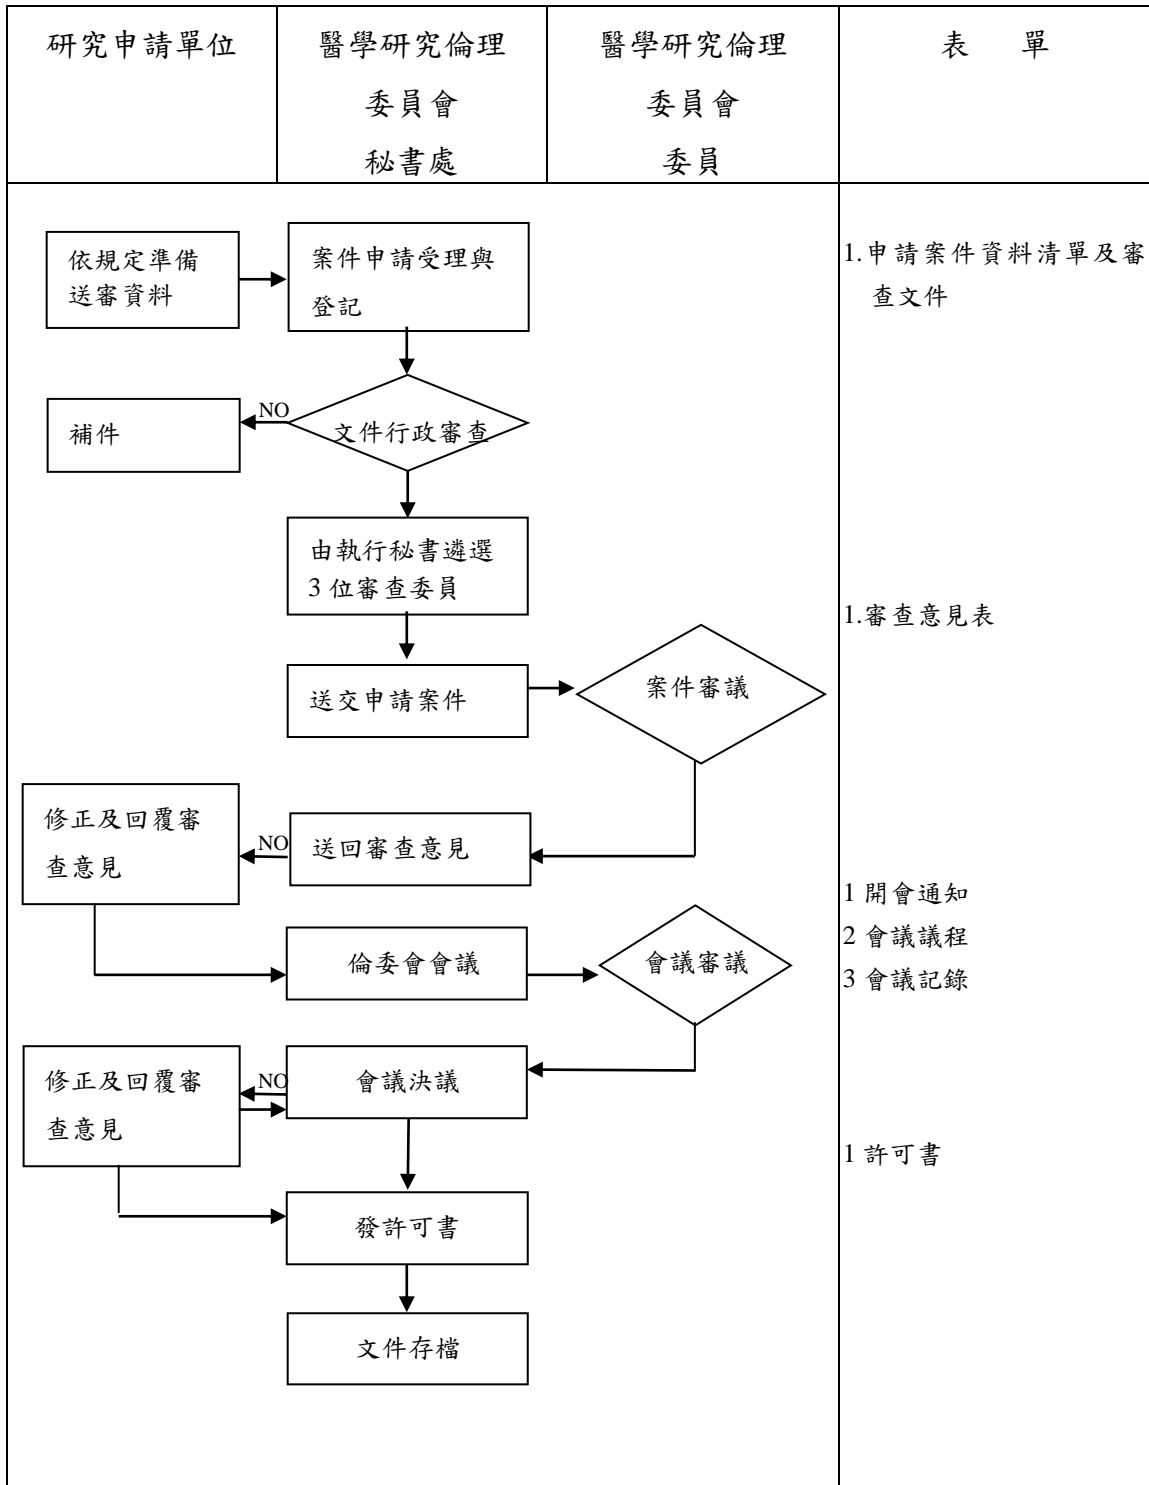 研究申請單位
醫學研究倫理
委員會
秘書處
醫學研究倫理
委員會
委員
表 單
依規定準備
送審資料
案件申請受理與
登記
1.申請案件資料清單及審
查文件
NO
補件
文件行政審查
由執行秘書遴選
3 位審查委員
1.審查意見表
送交申請案件
案件審議
修正及回覆審
查意見
NO
送回審查意見
1 開會通知
2 會議議程
3 會議記錄
倫委會會議
會議審議
修正及回覆審
查意見
NO
會議決議
1 許可書
發許可書
文件存檔